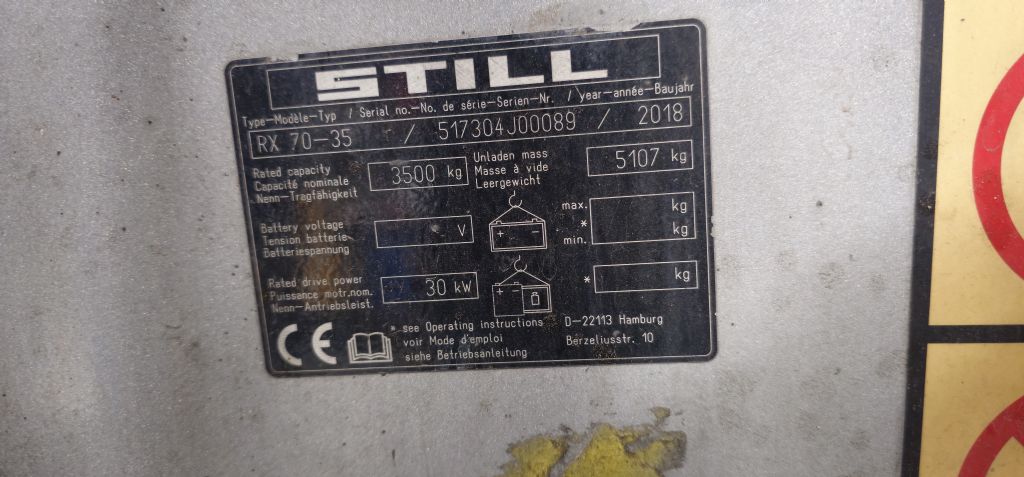 STILL
Type-Modèle-Typ / Serial no.-No. de série-Serien-Nr. / year-année-Baujahr
RX 70-35 / 517304J00089 / 2018
Rated capacity
Capacité nominale
Nenn-Tragfähigkeit
3500 kg
Unladen mass
Masse à vide
Leergewicht
5107 kg
Battery voltage
Tension batterie
Batteriespannung
V
+ -
max. kg
*
min. kg
Rated drive power
Puissance motr.nom.
Nenn-Antriebsleist.
30 kW
+ -
* kg
CE
* see Operating instructions
voir Mode d'emploi
siehe Betriebsanleitung
D-22113 Hamburg
Berzeliusstr. 10